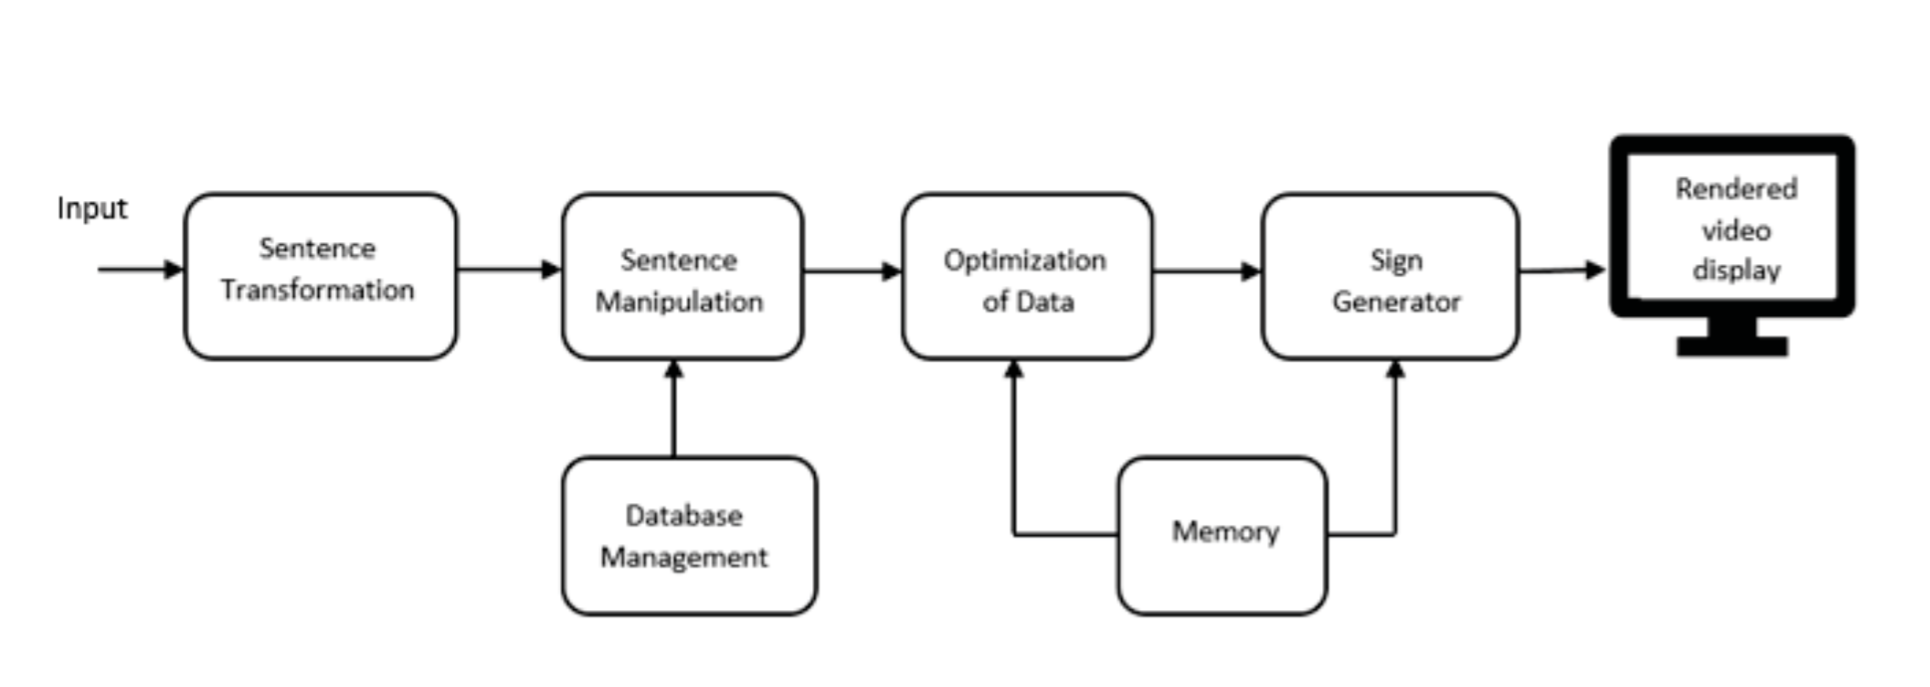 Input
Sentence
Transformation
Sentence
Manipulation
Optimization
of Data
Sign
Generator
Rendered
video
display
Database
Management
Memory